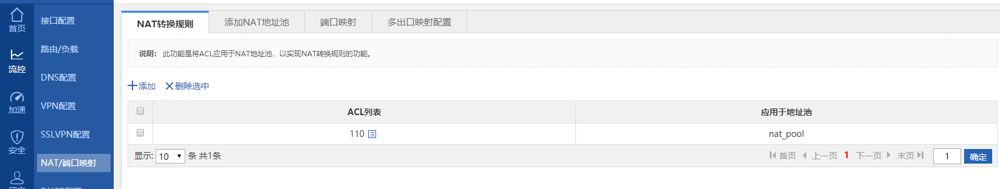 首页
流控
加速
安全
接口配置
路由/负载
DNS配置
VPN配置
SSLVPN配置
NAT/端口映射
NAT转换规则 添加NAT地址池 端口映射 多出口映射配置
说明： 此功能是将ACL应用于NAT地址池，以实现NAT转换规则的功能。
添加 删除选中
ACL列表 应用于地址池
110 nat_pool
显示: 10 条 共1条 首页 上一页 1 下一页 末页 1 确定